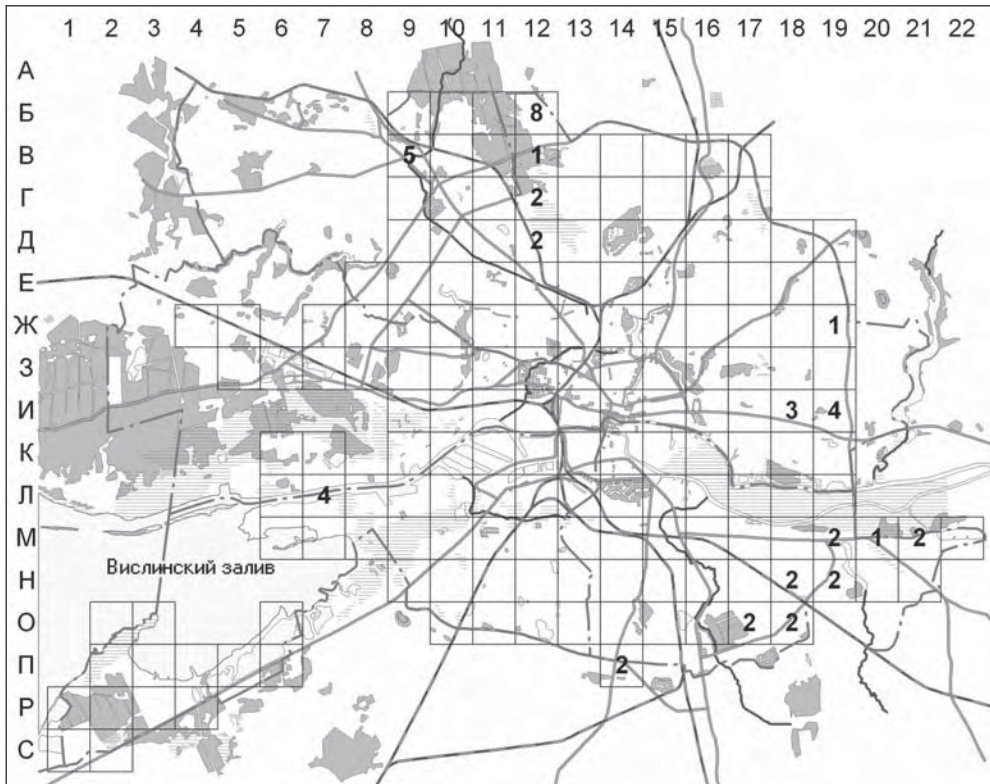 1 2 3 4 5 6 7 8 9 10 11 12 13 14 15 16 17 18 19 20 21 22
А
Б 8
В 5 1
Г 2
Д 2
Е
Ж 1
З
И 3 4
К
Л 4
М 2 1 2
Вислинский залив
Н 2 2
О 2 2
П 2
Р
С